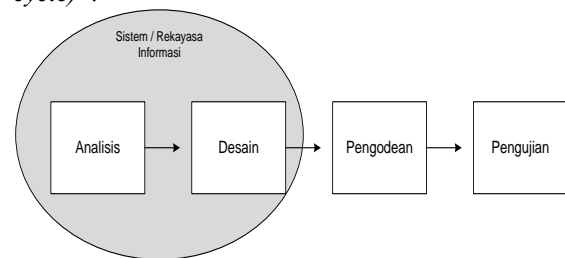 cycle)".
Sistem / Rekayasa
Informasi
Analisis
Desain
Pengodean
Pengujian